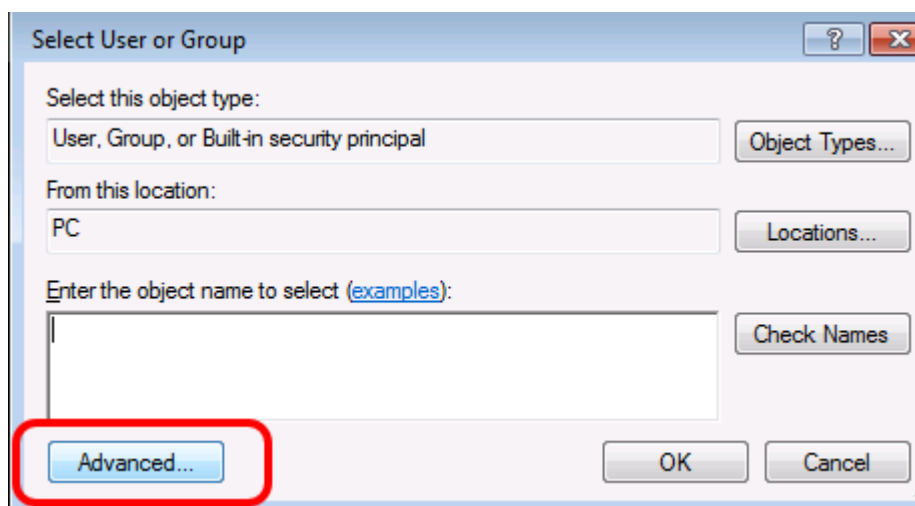 Select User or Group
Select this object type:
User, Group, or Built-in security principal
Object Types...
From this location:
PC
Locations...
Enter the object name to select (examples):
Check Names
Advanced...
OK
Cancel